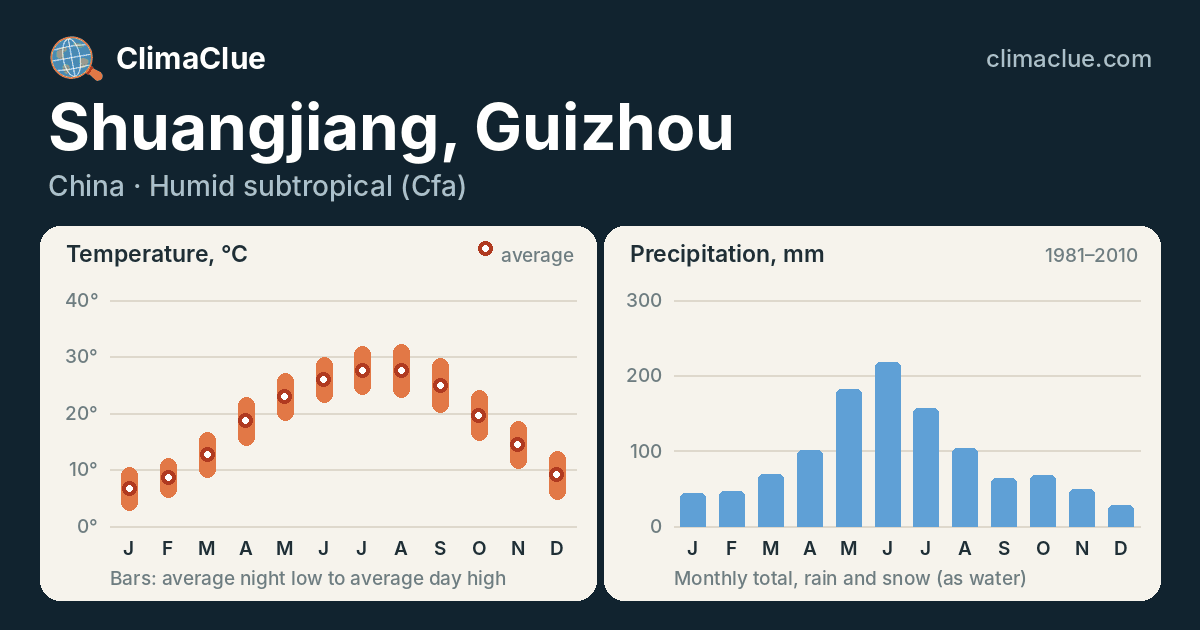 ClimaClue
climaclue.com
Shuangjiang, Guizhou
China · Humid subtropical (Cfa)
Temperature, °C
average
40°
30°
20°
10°
0°
J F M A M J J A S O N D
Bars: average night low to average day high
Precipitation, mm
1981–2010
300
200
100
0
J F M A M J J A S O N D
Monthly total, rain and snow (as water)